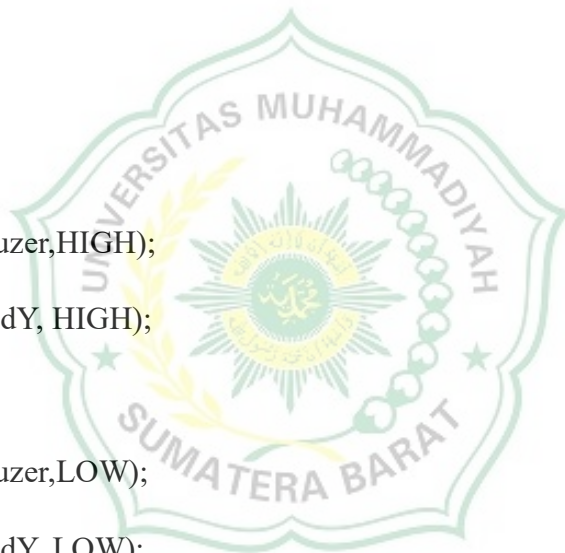 UNIVERSITAS MUHAMMADIYAH
uzer,HIGH);
dY, HIGH);
SUMATERA BARAT
uzer,LOW);
dY, LOW);